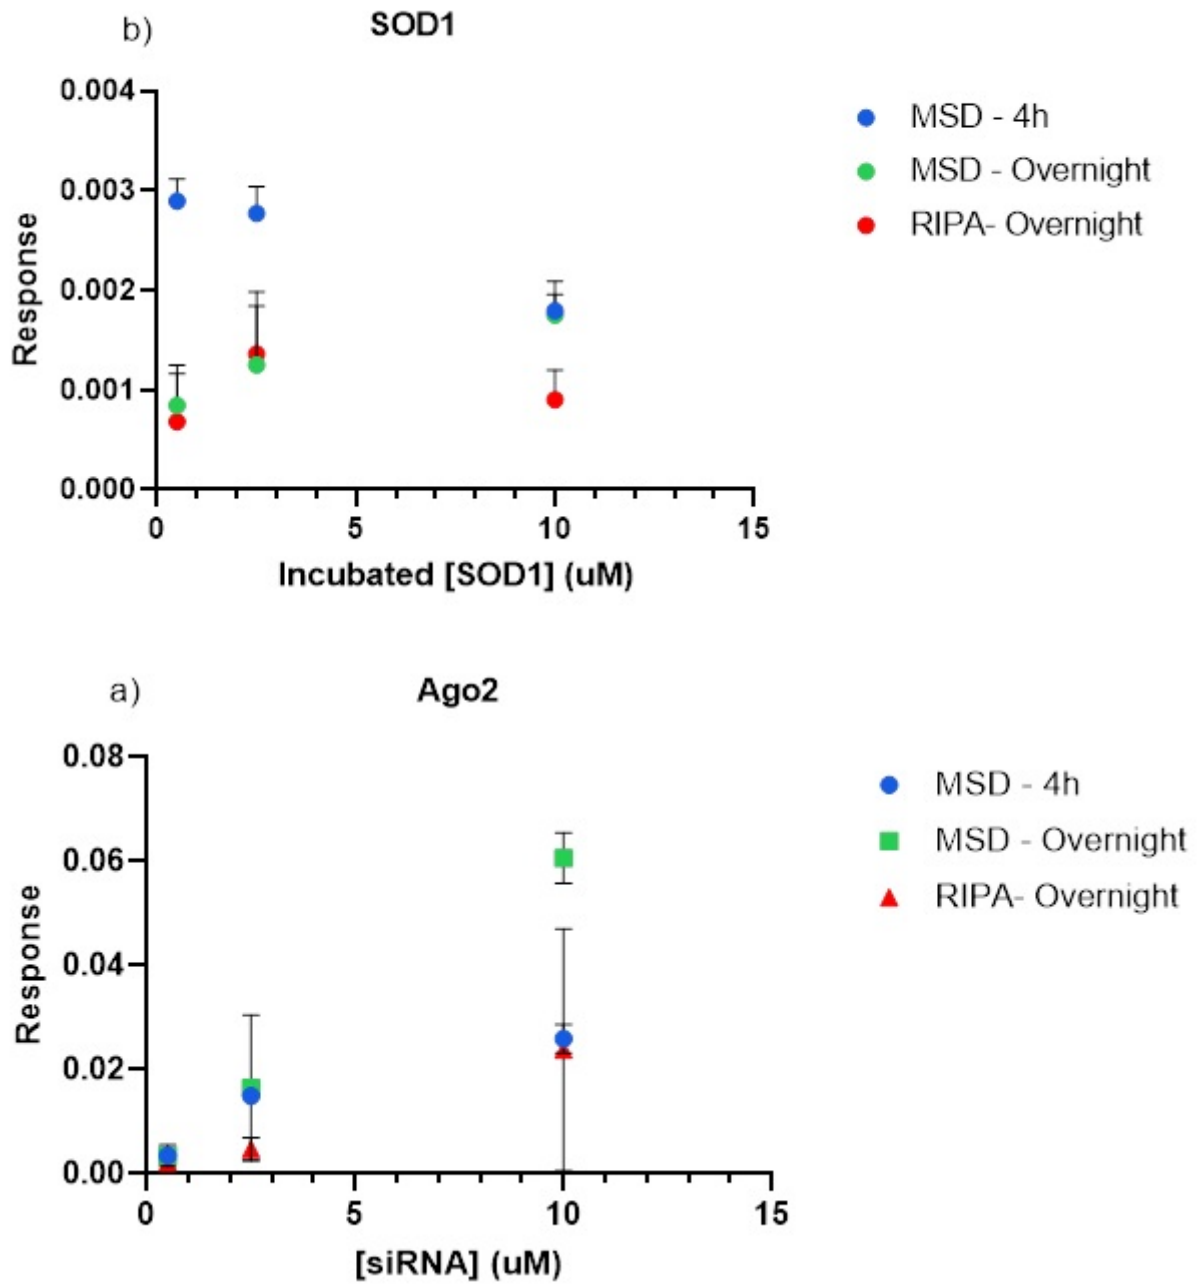 b)
SOD1
0.004
0.003
0.002
0.001
0.000
Response
0 5 10 15
Incubated [SOD1] (uM)
MSD - 4h
MSD - Overnight
RIPA- Overnight
a)
Ago2
0.08
0.06
0.04
0.02
0.00
Response
0 5 10 15
[siRNA] (uM)
MSD - 4h
MSD - Overnight
RIPA- Overnight